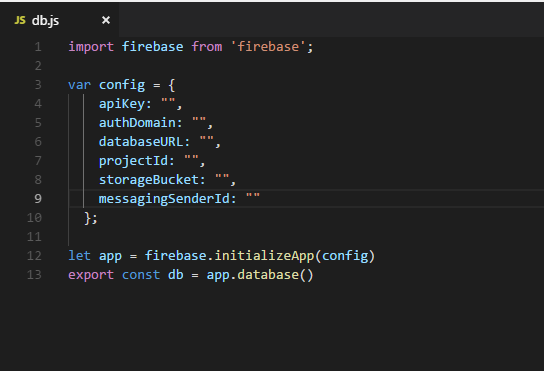 JS db.js ×
1 import firebase from 'firebase';
2
3 var config = {
4 apiKey: "",
5 authDomain: "",
6 databaseURL: "",
7 projectId: "",
8 storageBucket: "",
9 messagingSenderId: ""
10 };
11
12 let app = firebase.initializeApp(config)
13 export const db = app.database()